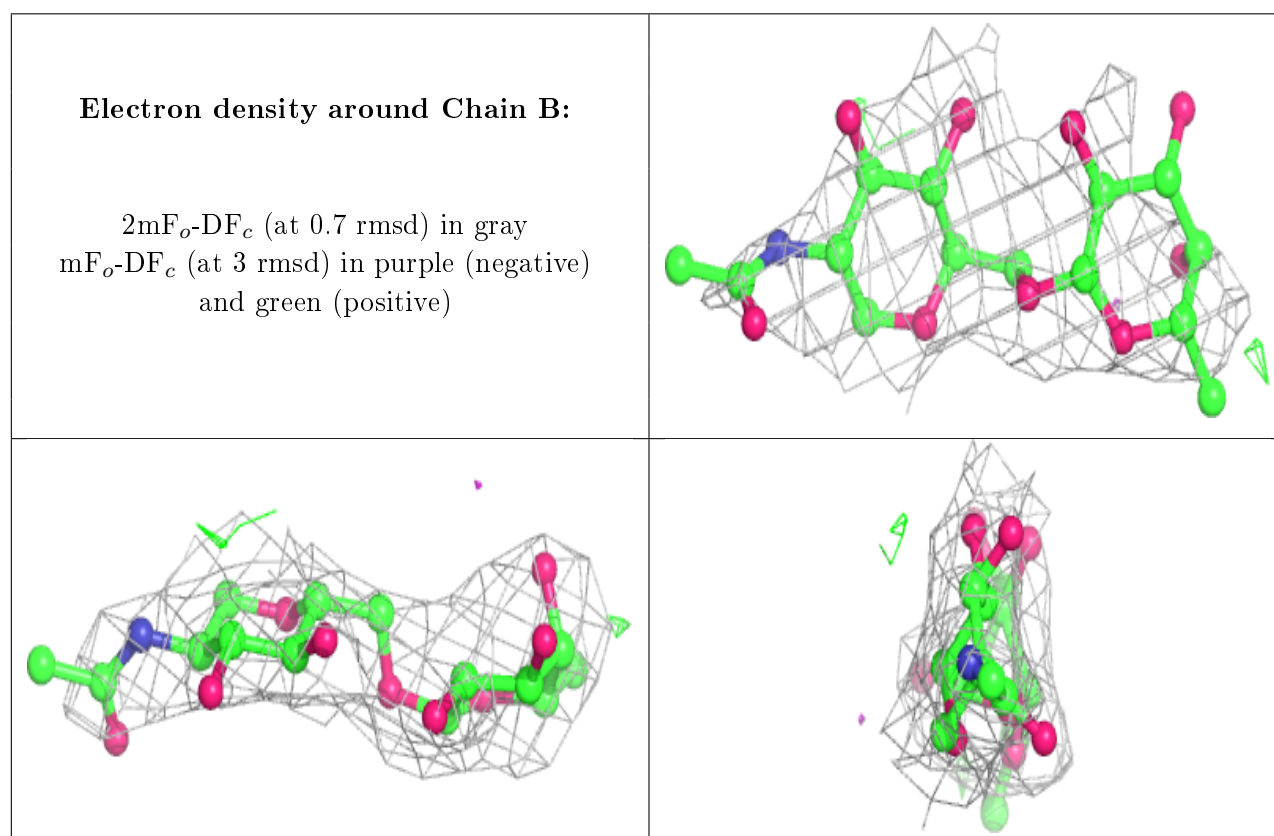 Electron density around Chain B:
2mFo-DFc (at 0.7 rmsd) in gray
mFo-DFc (at 3 rmsd) in purple (negative)
and green (positive)